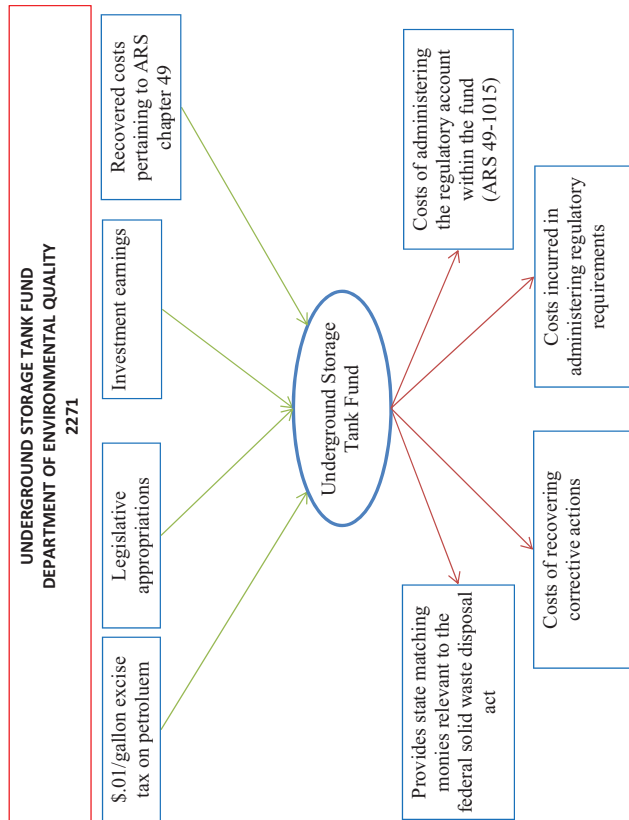 UNDERGROUND STORAGE TANK FUND
DEPARTMENT OF ENVIRONMENTAL QUALITY
2271
$.01/gallon excise
tax on petroluem
Legislative
appropriations
Investment earnings
Recovered costs
pertaining to ARS
chapter 49
Underground Storage
Tank Fund
Provides state matching
monies relevant to the
federal solid waste disposal
act
Costs of recovering
corrective actions
Costs incurred in
administering regulatory
requirements
Costs of administering
the regulatory account
within the fund
(ARS 49-1015)